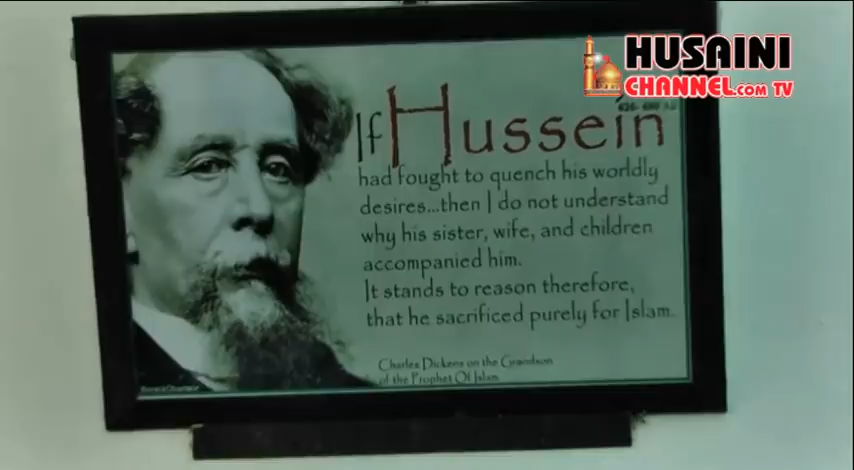 HUSAINI
CHANNEL.COM TV
If Hussein
had fought to quench his worldly
desires...then I do not understand
why his sister, wife, and children
accompanied him.
It stands to reason therefore,
that he sacrificed purely for Islam.
Charles Dickens on the Grandson
of the Prophet Of Islam